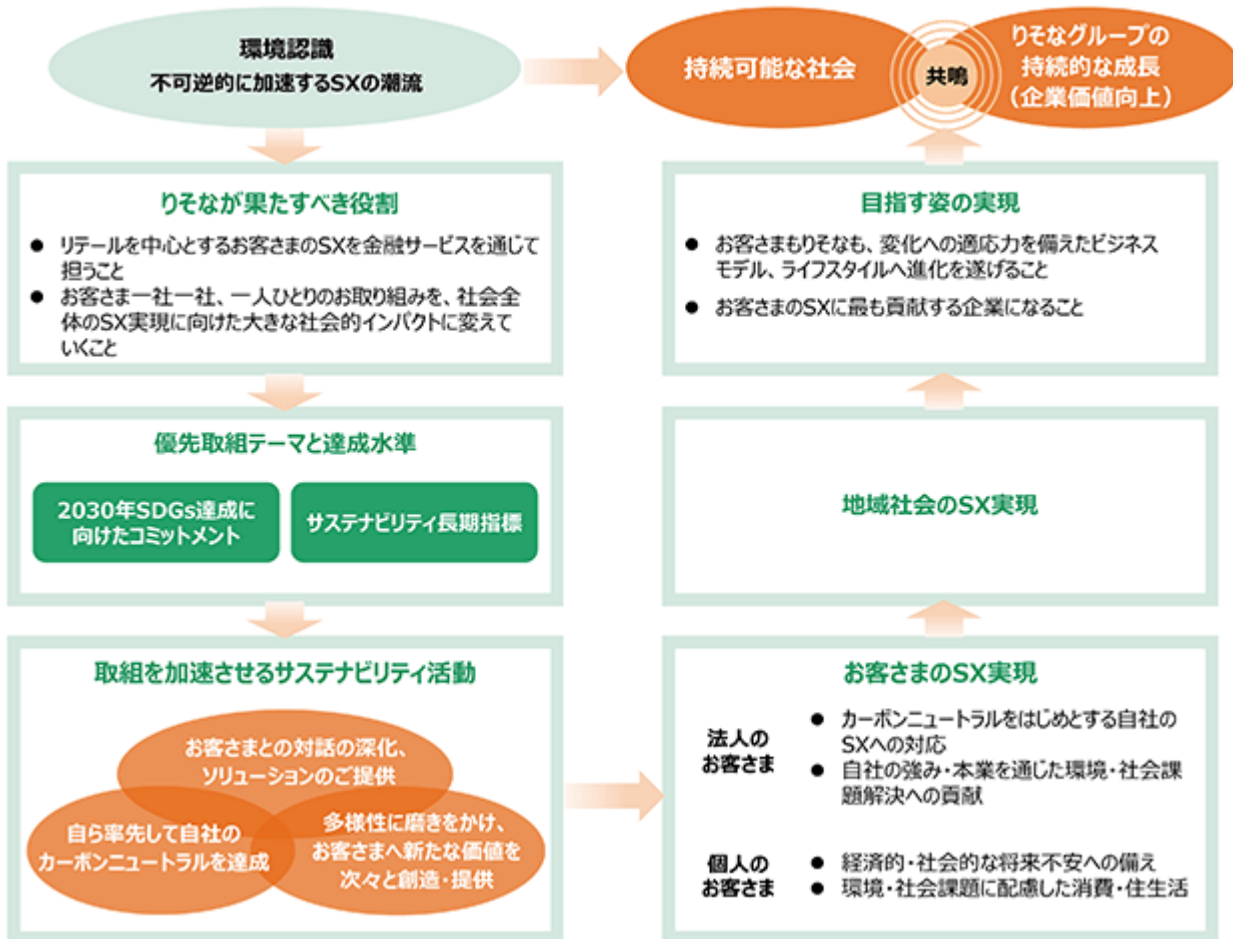 環境認識
不可逆的に加速するSXの潮流
持続可能な社会
共鳴
りそなグループの
持続的な成長
（企業価値向上）
りそなが果たすべき役割
● リテールを中心とするお客さまのSXを金融サービスを通じて
担うこと
● お客さま一社一社、一人ひとりのお取り組みを、社会全
体のSX実現に向けた大きな社会的インパクトに変えて
いくこと
優先取組テーマと達成水準
2030年SDGs達成に
向けたコミットメント
サステナビリティ長期指標
取組を加速させるサステナビリティ活動
お客さまとの対話の深化、
ソリューションのご提供
自ら率先して自社の
カーボンニュートラルを達成
多様性に磨きをかけ、
お客さまへ新たな価値を
次々と創造・提供
お客さまのSX実現
法人の
お客さま
● カーボンニュートラルをはじめとする自社の
SXへの対応
● 自社の強み・本業を通じた環境・社会課
題解決への貢献
個人の
お客さま
● 経済的・社会的な将来不安への備え
● 環境・社会課題に配慮した消費・住生活
地域社会のSX実現
目指す姿の実現
● お客さまもりそなも、変化への適応力を備えたビジネス
モデル、ライフスタイルへ進化を遂げること
● お客さまのSXに最も貢献する企業になること